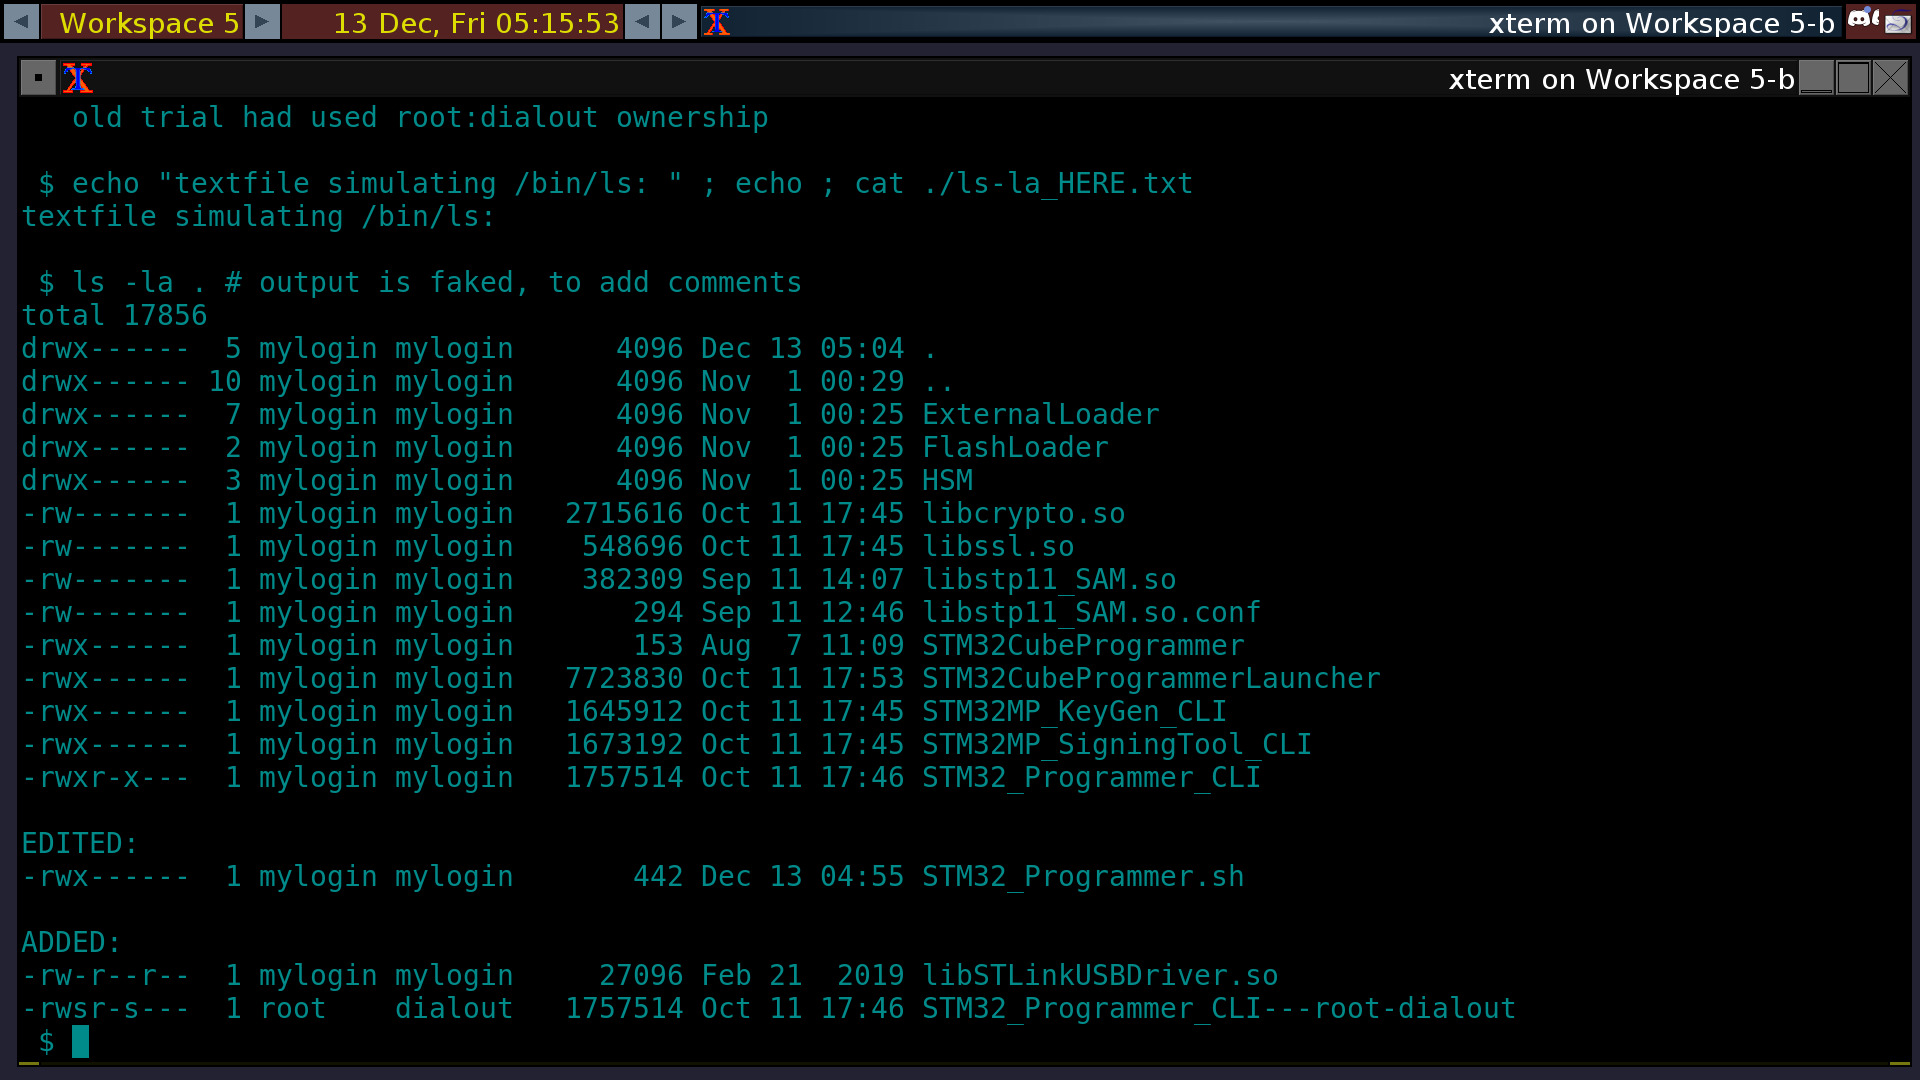 Workspace 5 13 Dec, Fri 05:15:53 xterm on Workspace 5-b
xterm on Workspace 5-b
old trial had used root:dialout ownership
$ echo "textfile simulating /bin/ls: " ; echo ; cat ./ls-la_HERE.txt
textfile simulating /bin/ls:
$ ls -la . # output is faked, to add comments
total 17856
drwx------  5 mylogin mylogin      4096 Dec 13 05:04 .
drwx------ 10 mylogin mylogin      4096 Nov  1 00:29 ..
drwx------  7 mylogin mylogin      4096 Nov  1 00:25 ExternalLoader
drwx------  2 mylogin mylogin      4096 Nov  1 00:25 FlashLoader
drwx------  3 mylogin mylogin      4096 Nov  1 00:25 HSM
-rw-------  1 mylogin mylogin   2715616 Oct 11 17:45 libcrypto.so
-rw-------  1 mylogin mylogin    548696 Oct 11 17:45 libssl.so
-rw-------  1 mylogin mylogin    382309 Sep 11 14:07 libstp11_SAM.so
-rw-------  1 mylogin mylogin       294 Sep 11 12:46 libstp11_SAM.so.conf
-rwx------  1 mylogin mylogin       153 Aug  7 11:09 STM32CubeProgrammer
-rwx------  1 mylogin mylogin   7723830 Oct 11 17:53 STM32CubeProgrammerLauncher
-rwx------  1 mylogin mylogin   1645912 Oct 11 17:45 STM32MP_KeyGen_CLI
-rwx------  1 mylogin mylogin   1673192 Oct 11 17:45 STM32MP_SigningTool_CLI
-rwxr-x---  1 mylogin mylogin   1757514 Oct 11 17:46 STM32_Programmer_CLI
EDITED:
-rwx------  1 mylogin mylogin       442 Dec 13 04:55 STM32_Programmer.sh
ADDED:
-rw-r--r--  1 mylogin mylogin     27096 Feb 21  2019 libSTLinkUSBDriver.so
-rwsr-s---  1 root    dialout   1757514 Oct 11 17:46 STM32_Programmer_CLI---root-dialout
$